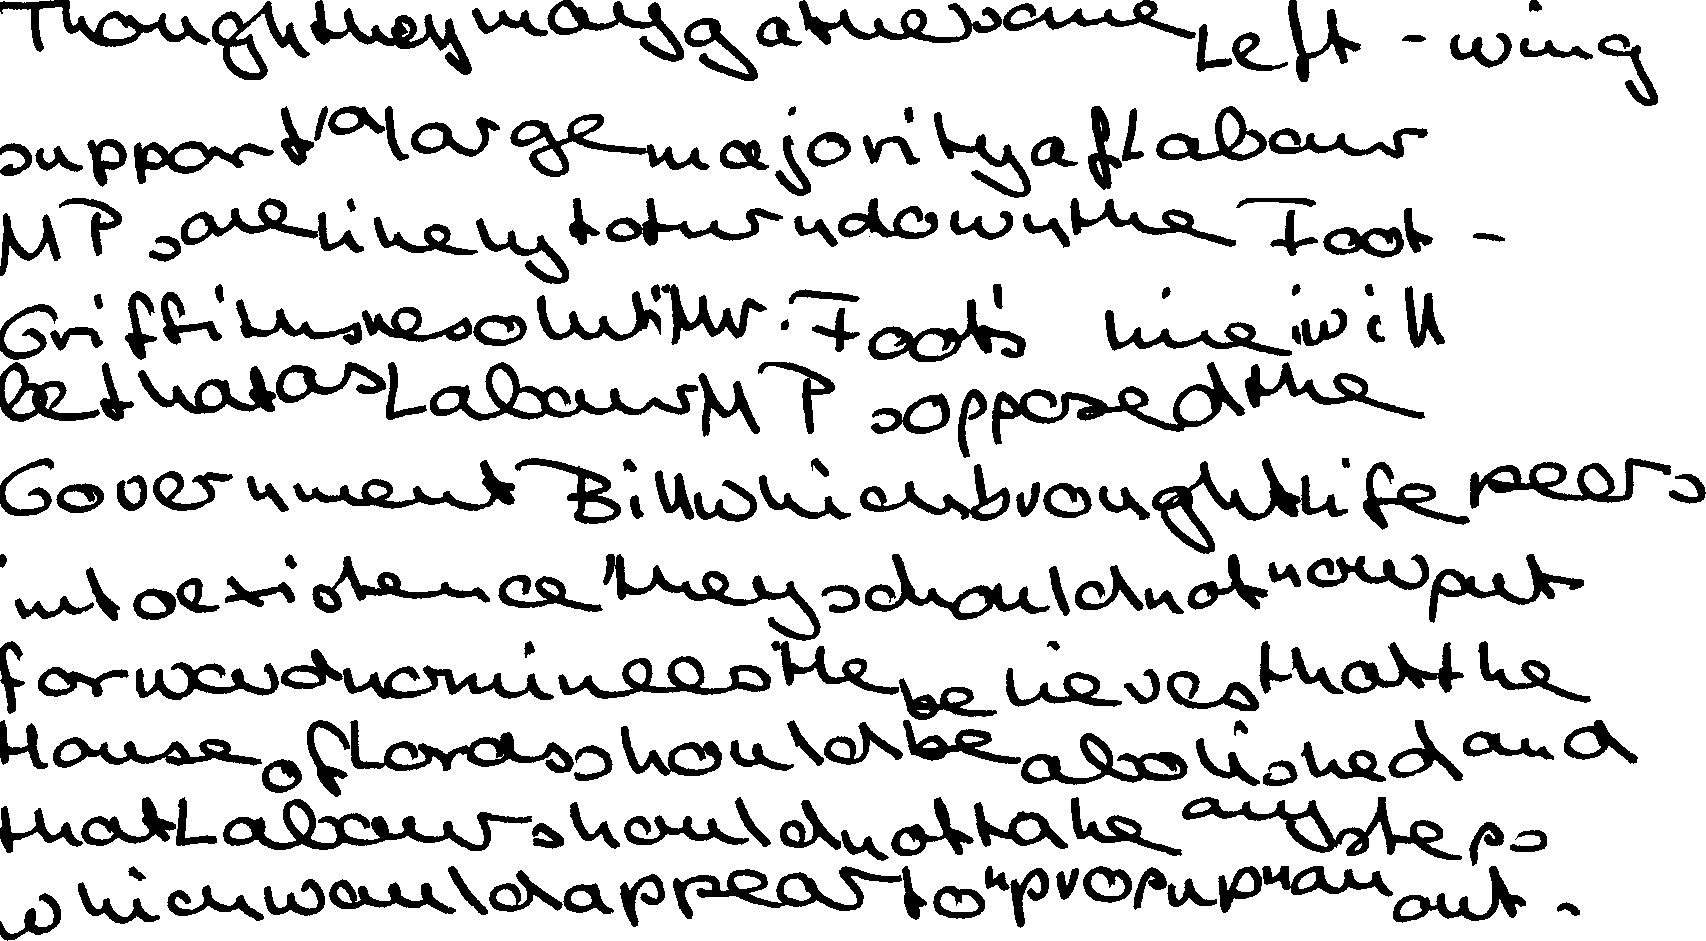 Though they may gather some Left-wing
support, a large majority of Labour
MPs are likely to turn down the Foot-
Griffiths resolution. Mr. Foot's line will
be that as Labour MPs opposed the
Government Bill which brought life peers
into existence, they should not now put
forward nominees. He believes that the
House of Lords should be abolished and
that Labour should not take any steps
which would appear to "prop up" an out-